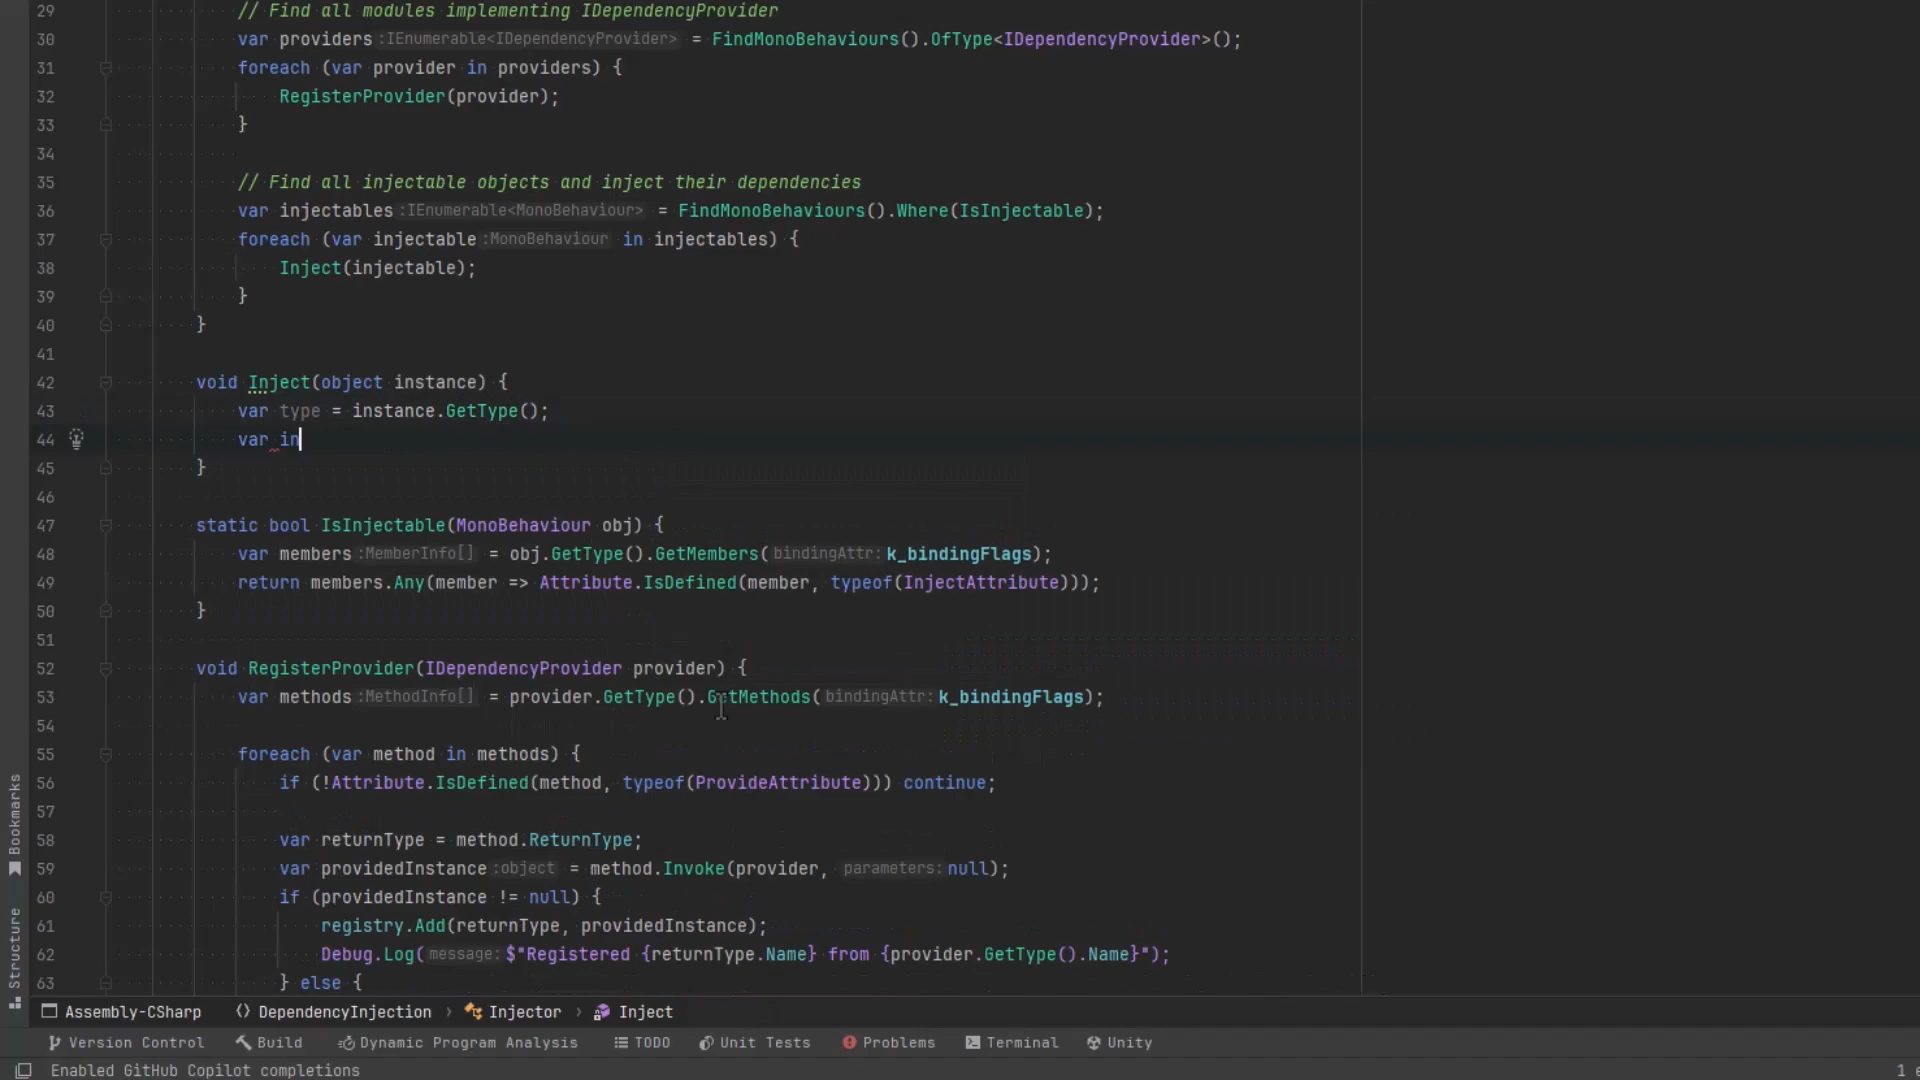 29 // Find all modules implementing IDependencyProvider
30 var providers :IEnumerable<IDependencyProvider> = FindMonoBehaviours().OfType<IDependencyProvider>();
31 foreach (var provider in providers) {
32 RegisterProvider(provider);
33 }
34
35 // Find all injectable objects and inject their dependencies
36 var injectables :IEnumerable<MonoBehaviour> = FindMonoBehaviours().Where(IsInjectable);
37 foreach (var injectable :MonoBehaviour in injectables) {
38 Inject(injectable);
39 }
40 }
41
42 void Inject(object instance) {
43 var type = instance.GetType();
44 var in
45 }
46
47 static bool IsInjectable(MonoBehaviour obj) {
48 var members :MemberInfo[] = obj.GetType().GetMembers( bindingAttr: k_bindingFlags);
49 return members.Any(member => Attribute.IsDefined(member, typeof(InjectAttribute)));
50 }
51
52 void RegisterProvider(IDependencyProvider provider) {
53 var methods :MethodInfo[] = provider.GetType().GetMethods( bindingAttr: k_bindingFlags);
54
55 foreach (var method in methods) {
56 if (!Attribute.IsDefined(method, typeof(ProvideAttribute))) continue;
57
58 var returnType = method.ReturnType;
59 var providedInstance :object = method.Invoke(provider, parameters: null);
60 if (providedInstance != null) {
61 registry.Add(returnType, providedInstance);
62 Debug.Log( message: $"Registered {returnType.Name} from {provider.GetType().Name}");
63 } else {
Bookmarks
Structure
Assembly-CSharp DependencyInjection › Injector › Inject
Version Control Build Dynamic Program Analysis TODO Unit Tests Problems Terminal Unity
Enabled GitHub Copilot completions 1